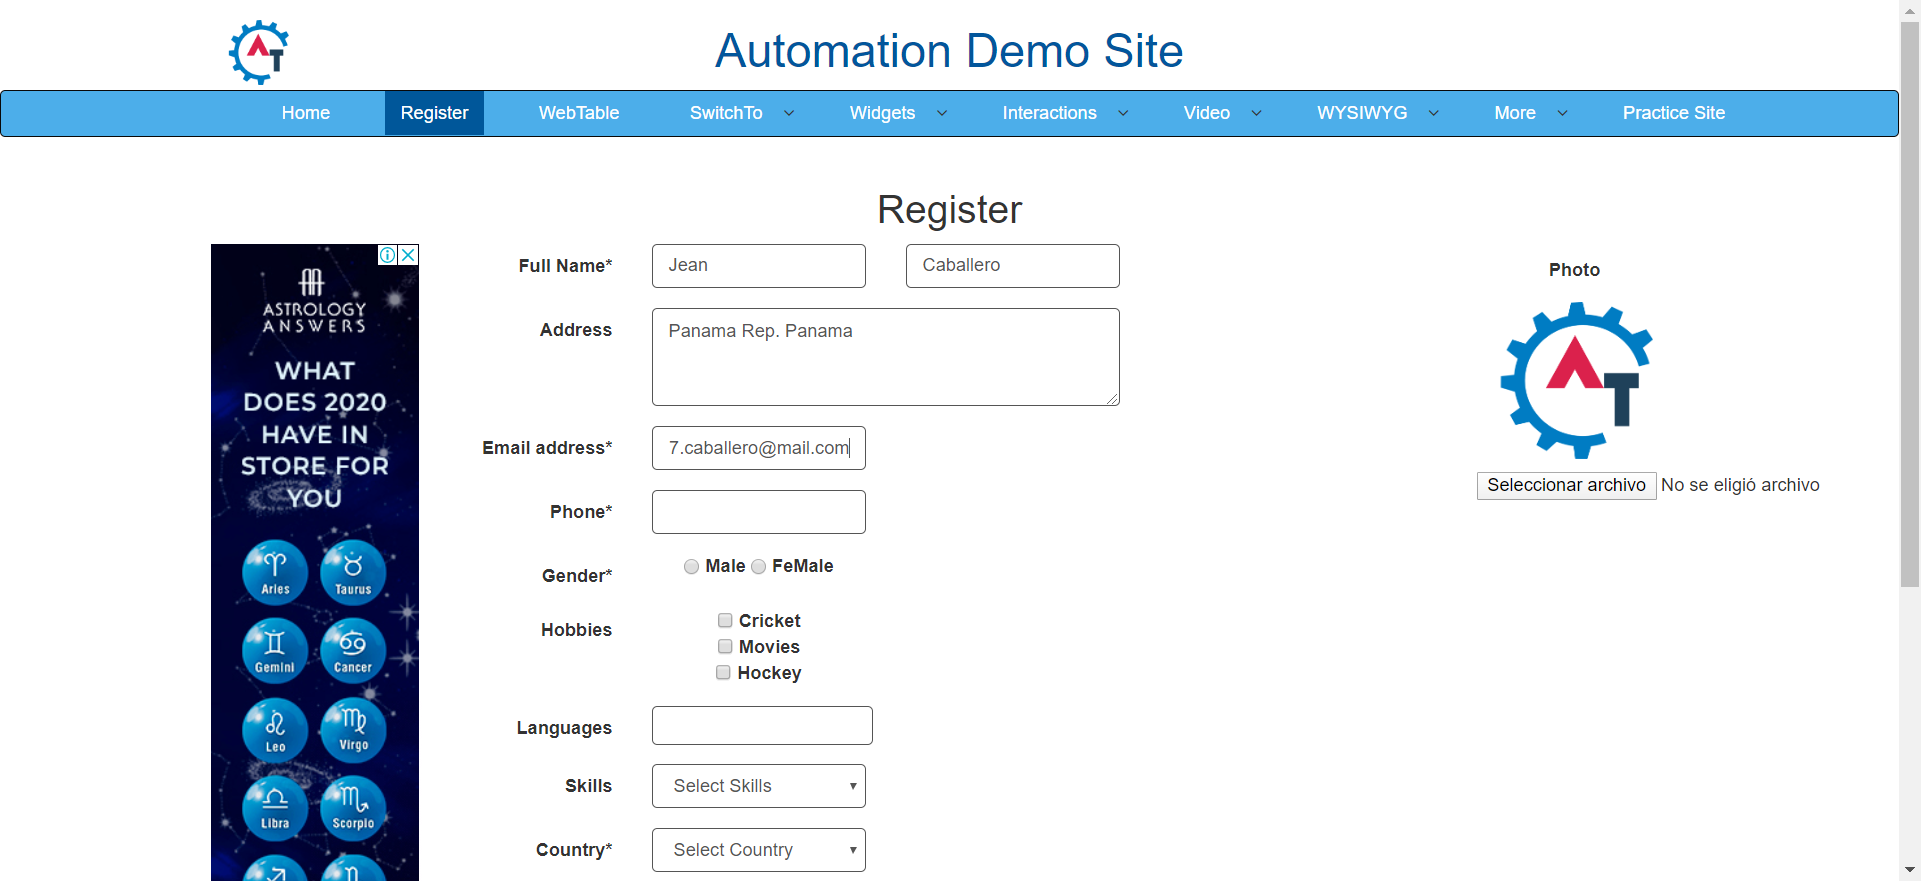 AT
Automation Demo Site
Home Register WebTable SwitchTo Widgets Interactions Video WYSIWYG More Practice Site
Register
ASTROLOGY
ANSWERS
WHAT
DOES 2020
HAVE IN
STORE FOR
YOU
Aries Taurus
Gemini Cancer
Leo Virgo
Libra Scorpio
Full Name* Jean Caballero
Address Panama Rep. Panama
Email address* 7.caballero@mail.com
Phone*
Gender* Male FeMale
Hobbies Cricket
Movies
Hockey
Languages
Skills Select Skills
Country* Select Country
Photo
AT
Seleccionar archivo No se eligió archivo